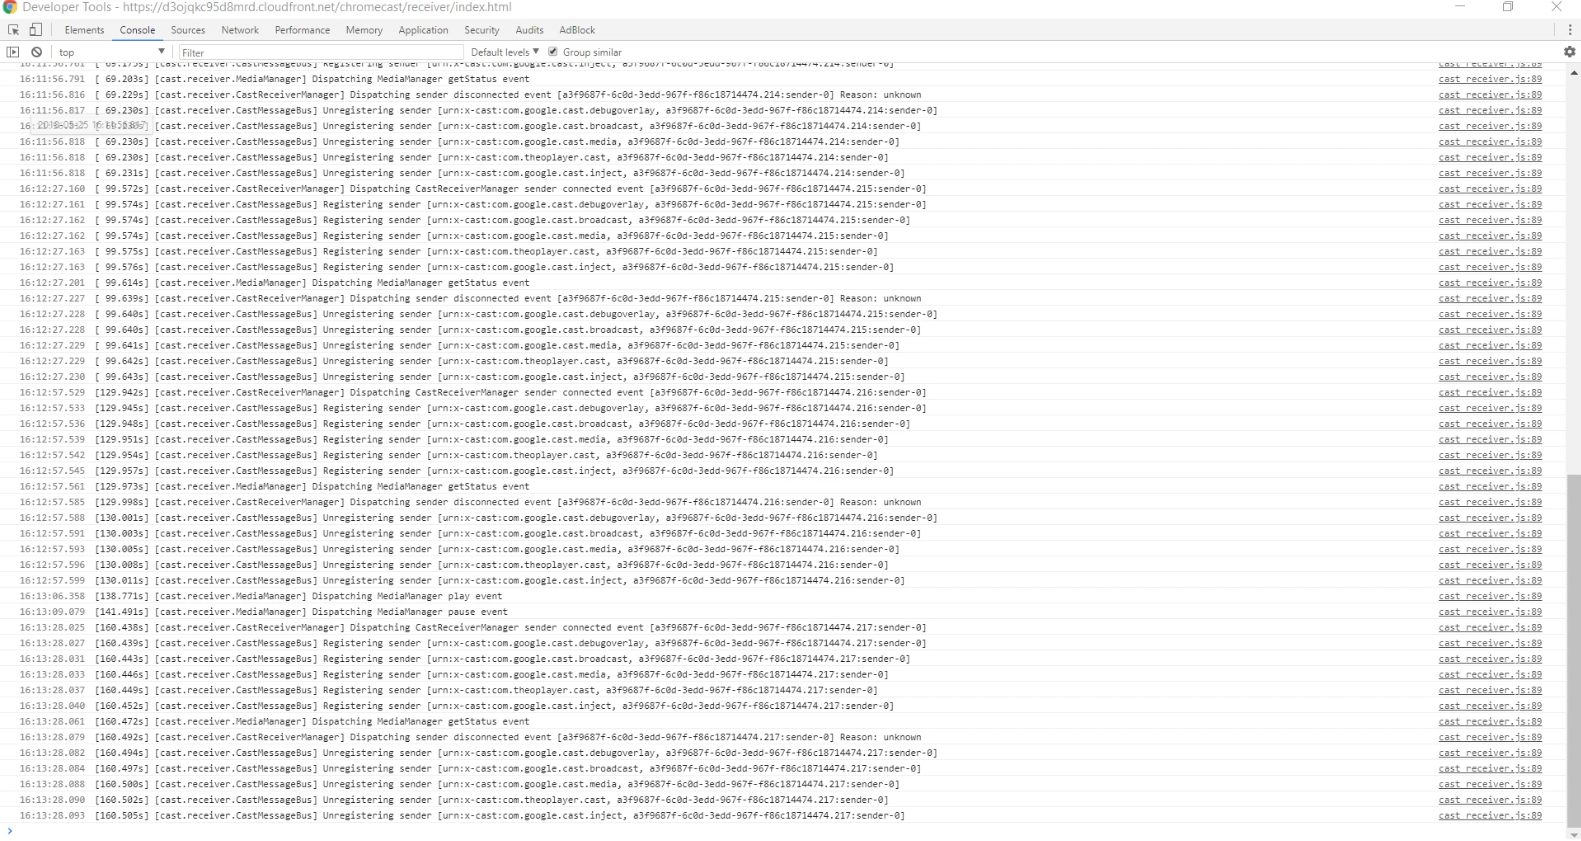 Developer Tools - https://d3ojqkc95d8mrd.cloudfront.net/chromecast/receiver/index.html
Elements Console Sources Network Performance Memory Application Security Audits AdBlock
top Filter Default levels Group similar
16:11:56.761 [ 69.173s] [cast.receiver.CastMessageBus] Registering sender [urn:x-cast:com.google.cast.inject, a3f9687f-6c0d-3edd-967f-f86c18714474.214:sender-0] cast_receiver.js:89
16:11:56.791 [ 69.203s] [cast.receiver.MediaManager] Dispatching MediaManager getStatus event cast_receiver.js:89
16:11:56.816 [ 69.229s] [cast.receiver.CastReceiverManager] Dispatching sender disconnected event [a3f9687f-6c0d-3edd-967f-f86c18714474.214:sender-0] Reason: unknown cast_receiver.js:89
16:11:56.817 [ 69.230s] [cast.receiver.CastMessageBus] Unregistering sender [urn:x-cast:com.google.cast.debugoverlay, a3f9687f-6c0d-3edd-967f-f86c18714474.214:sender-0] cast_receiver.js:89
[cast.receiver.CastMessageBus] Unregistering sender [urn:x-cast:com.google.cast.broadcast, a3f9687f-6c0d-3edd-967f-f86c18714474.214:sender-0] cast_receiver.js:89
16:11:56.818 [ 69.230s] [cast.receiver.CastMessageBus] Unregistering sender [urn:x-cast:com.google.cast.media, a3f9687f-6c0d-3edd-967f-f86c18714474.214:sender-0] cast_receiver.js:89
16:11:56.818 [ 69.230s] [cast.receiver.CastMessageBus] Unregistering sender [urn:x-cast:com.theoplayer.cast, a3f9687f-6c0d-3edd-967f-f86c18714474.214:sender-0] cast_receiver.js:89
16:11:56.818 [ 69.231s] [cast.receiver.CastMessageBus] Unregistering sender [urn:x-cast:com.google.cast.inject, a3f9687f-6c0d-3edd-967f-f86c18714474.214:sender-0] cast_receiver.js:89
16:12:27.160 [ 99.572s] [cast.receiver.CastReceiverManager] Dispatching CastReceiverManager sender connected event [a3f9687f-6c0d-3edd-967f-f86c18714474.215:sender-0] cast_receiver.js:89
16:12:27.161 [ 99.574s] [cast.receiver.CastMessageBus] Registering sender [urn:x-cast:com.google.cast.debugoverlay, a3f9687f-6c0d-3edd-967f-f86c18714474.215:sender-0] cast_receiver.js:89
16:12:27.162 [ 99.574s] [cast.receiver.CastMessageBus] Registering sender [urn:x-cast:com.google.cast.broadcast, a3f9687f-6c0d-3edd-967f-f86c18714474.215:sender-0] cast_receiver.js:89
16:12:27.162 [ 99.574s] [cast.receiver.CastMessageBus] Registering sender [urn:x-cast:com.google.cast.media, a3f9687f-6c0d-3edd-967f-f86c18714474.215:sender-0] cast_receiver.js:89
16:12:27.163 [ 99.575s] [cast.receiver.CastMessageBus] Registering sender [urn:x-cast:com.theoplayer.cast, a3f9687f-6c0d-3edd-967f-f86c18714474.215:sender-0] cast_receiver.js:89
16:12:27.163 [ 99.576s] [cast.receiver.CastMessageBus] Registering sender [urn:x-cast:com.google.cast.inject, a3f9687f-6c0d-3edd-967f-f86c18714474.215:sender-0] cast_receiver.js:89
16:12:27.201 [ 99.614s] [cast.receiver.MediaManager] Dispatching MediaManager getStatus event cast_receiver.js:89
16:12:27.227 [ 99.639s] [cast.receiver.CastReceiverManager] Dispatching sender disconnected event [a3f9687f-6c0d-3edd-967f-f86c18714474.215:sender-0] Reason: unknown cast_receiver.js:89
16:12:27.228 [ 99.640s] [cast.receiver.CastMessageBus] Unregistering sender [urn:x-cast:com.google.cast.debugoverlay, a3f9687f-6c0d-3edd-967f-f86c18714474.215:sender-0] cast_receiver.js:89
16:12:27.228 [ 99.640s] [cast.receiver.CastMessageBus] Unregistering sender [urn:x-cast:com.google.cast.broadcast, a3f9687f-6c0d-3edd-967f-f86c18714474.215:sender-0] cast_receiver.js:89
16:12:27.229 [ 99.641s] [cast.receiver.CastMessageBus] Unregistering sender [urn:x-cast:com.google.cast.media, a3f9687f-6c0d-3edd-967f-f86c18714474.215:sender-0] cast_receiver.js:89
16:12:27.229 [ 99.642s] [cast.receiver.CastMessageBus] Unregistering sender [urn:x-cast:com.theoplayer.cast, a3f9687f-6c0d-3edd-967f-f86c18714474.215:sender-0] cast_receiver.js:89
16:12:27.230 [ 99.643s] [cast.receiver.CastMessageBus] Unregistering sender [urn:x-cast:com.google.cast.inject, a3f9687f-6c0d-3edd-967f-f86c18714474.215:sender-0] cast_receiver.js:89
16:12:57.529 [129.942s] [cast.receiver.CastReceiverManager] Dispatching CastReceiverManager sender connected event [a3f9687f-6c0d-3edd-967f-f86c18714474.216:sender-0] cast_receiver.js:89
16:12:57.533 [129.945s] [cast.receiver.CastMessageBus] Registering sender [urn:x-cast:com.google.cast.debugoverlay, a3f9687f-6c0d-3edd-967f-f86c18714474.216:sender-0] cast_receiver.js:89
16:12:57.536 [129.948s] [cast.receiver.CastMessageBus] Registering sender [urn:x-cast:com.google.cast.broadcast, a3f9687f-6c0d-3edd-967f-f86c18714474.216:sender-0] cast_receiver.js:89
16:12:57.539 [129.951s] [cast.receiver.CastMessageBus] Registering sender [urn:x-cast:com.google.cast.media, a3f9687f-6c0d-3edd-967f-f86c18714474.216:sender-0] cast_receiver.js:89
16:12:57.542 [129.954s] [cast.receiver.CastMessageBus] Registering sender [urn:x-cast:com.theoplayer.cast, a3f9687f-6c0d-3edd-967f-f86c18714474.216:sender-0] cast_receiver.js:89
16:12:57.545 [129.957s] [cast.receiver.CastMessageBus] Registering sender [urn:x-cast:com.google.cast.inject, a3f9687f-6c0d-3edd-967f-f86c18714474.216:sender-0] cast_receiver.js:89
16:12:57.561 [129.973s] [cast.receiver.MediaManager] Dispatching MediaManager getStatus event cast_receiver.js:89
16:12:57.585 [129.998s] [cast.receiver.CastReceiverManager] Dispatching sender disconnected event [a3f9687f-6c0d-3edd-967f-f86c18714474.216:sender-0] Reason: unknown cast_receiver.js:89
16:12:57.588 [130.001s] [cast.receiver.CastMessageBus] Unregistering sender [urn:x-cast:com.google.cast.debugoverlay, a3f9687f-6c0d-3edd-967f-f86c18714474.216:sender-0] cast_receiver.js:89
16:12:57.591 [130.003s] [cast.receiver.CastMessageBus] Unregistering sender [urn:x-cast:com.google.cast.broadcast, a3f9687f-6c0d-3edd-967f-f86c18714474.216:sender-0] cast_receiver.js:89
16:12:57.593 [130.005s] [cast.receiver.CastMessageBus] Unregistering sender [urn:x-cast:com.google.cast.media, a3f9687f-6c0d-3edd-967f-f86c18714474.216:sender-0] cast_receiver.js:89
16:12:57.596 [130.008s] [cast.receiver.CastMessageBus] Unregistering sender [urn:x-cast:com.theoplayer.cast, a3f9687f-6c0d-3edd-967f-f86c18714474.216:sender-0] cast_receiver.js:89
16:12:57.599 [130.011s] [cast.receiver.CastMessageBus] Unregistering sender [urn:x-cast:com.google.cast.inject, a3f9687f-6c0d-3edd-967f-f86c18714474.216:sender-0] cast_receiver.js:89
16:13:06.358 [138.771s] [cast.receiver.MediaManager] Dispatching MediaManager play event cast_receiver.js:89
16:13:09.079 [141.491s] [cast.receiver.MediaManager] Dispatching MediaManager pause event cast_receiver.js:89
16:13:28.025 [160.438s] [cast.receiver.CastReceiverManager] Dispatching CastReceiverManager sender connected event [a3f9687f-6c0d-3edd-967f-f86c18714474.217:sender-0] cast_receiver.js:89
16:13:28.027 [160.439s] [cast.receiver.CastMessageBus] Registering sender [urn:x-cast:com.google.cast.debugoverlay, a3f9687f-6c0d-3edd-967f-f86c18714474.217:sender-0] cast_receiver.js:89
16:13:28.031 [160.443s] [cast.receiver.CastMessageBus] Registering sender [urn:x-cast:com.google.cast.broadcast, a3f9687f-6c0d-3edd-967f-f86c18714474.217:sender-0] cast_receiver.js:89
16:13:28.033 [160.446s] [cast.receiver.CastMessageBus] Registering sender [urn:x-cast:com.google.cast.media, a3f9687f-6c0d-3edd-967f-f86c18714474.217:sender-0] cast_receiver.js:89
16:13:28.037 [160.449s] [cast.receiver.CastMessageBus] Registering sender [urn:x-cast:com.theoplayer.cast, a3f9687f-6c0d-3edd-967f-f86c18714474.217:sender-0] cast_receiver.js:89
16:13:28.040 [160.452s] [cast.receiver.CastMessageBus] Registering sender [urn:x-cast:com.google.cast.inject, a3f9687f-6c0d-3edd-967f-f86c18714474.217:sender-0] cast_receiver.js:89
16:13:28.061 [160.472s] [cast.receiver.MediaManager] Dispatching MediaManager getStatus event cast_receiver.js:89
16:13:28.079 [160.492s] [cast.receiver.CastReceiverManager] Dispatching sender disconnected event [a3f9687f-6c0d-3edd-967f-f86c18714474.217:sender-0] Reason: unknown cast_receiver.js:89
16:13:28.082 [160.494s] [cast.receiver.CastMessageBus] Unregistering sender [urn:x-cast:com.google.cast.debugoverlay, a3f9687f-6c0d-3edd-967f-f86c18714474.217:sender-0] cast_receiver.js:89
16:13:28.084 [160.497s] [cast.receiver.CastMessageBus] Unregistering sender [urn:x-cast:com.google.cast.broadcast, a3f9687f-6c0d-3edd-967f-f86c18714474.217:sender-0] cast_receiver.js:89
16:13:28.088 [160.500s] [cast.receiver.CastMessageBus] Unregistering sender [urn:x-cast:com.google.cast.media, a3f9687f-6c0d-3edd-967f-f86c18714474.217:sender-0] cast_receiver.js:89
16:13:28.090 [160.502s] [cast.receiver.CastMessageBus] Unregistering sender [urn:x-cast:com.theoplayer.cast, a3f9687f-6c0d-3edd-967f-f86c18714474.217:sender-0] cast_receiver.js:89
16:13:28.093 [160.505s] [cast.receiver.CastMessageBus] Unregistering sender [urn:x-cast:com.google.cast.inject, a3f9687f-6c0d-3edd-967f-f86c18714474.217:sender-0] cast_receiver.js:89